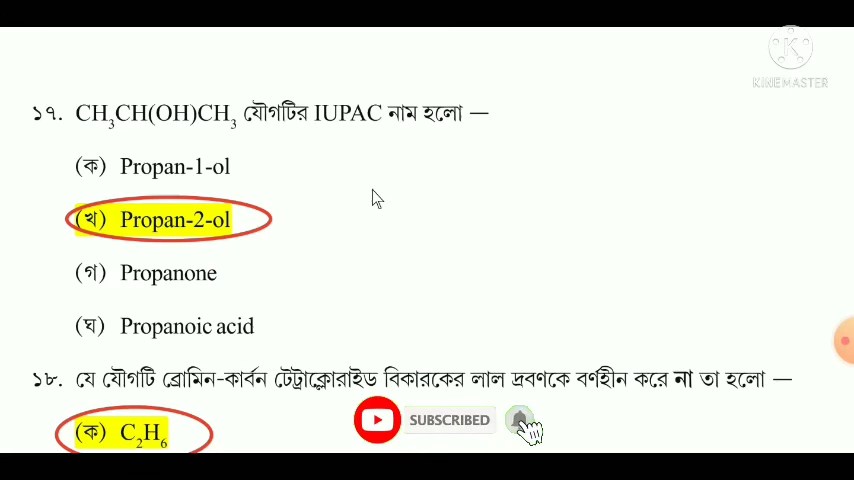 KINEMASTER
১৭. CH₃CH(OH)CH₃ যৌগটির IUPAC নাম হলো —
(ক) Propan-1-ol
(খ) Propan-2-ol
(গ) Propanone
(ঘ) Propanoic acid
১৮. যে যৌগটি ব্রোমিন-কার্বন টেট্রাক্লোরাইড বিকারকের লাল দ্রবণকে বর্ণহীন করে না তা হলো —
SUBSCRIBED
(ক) C₂H₆